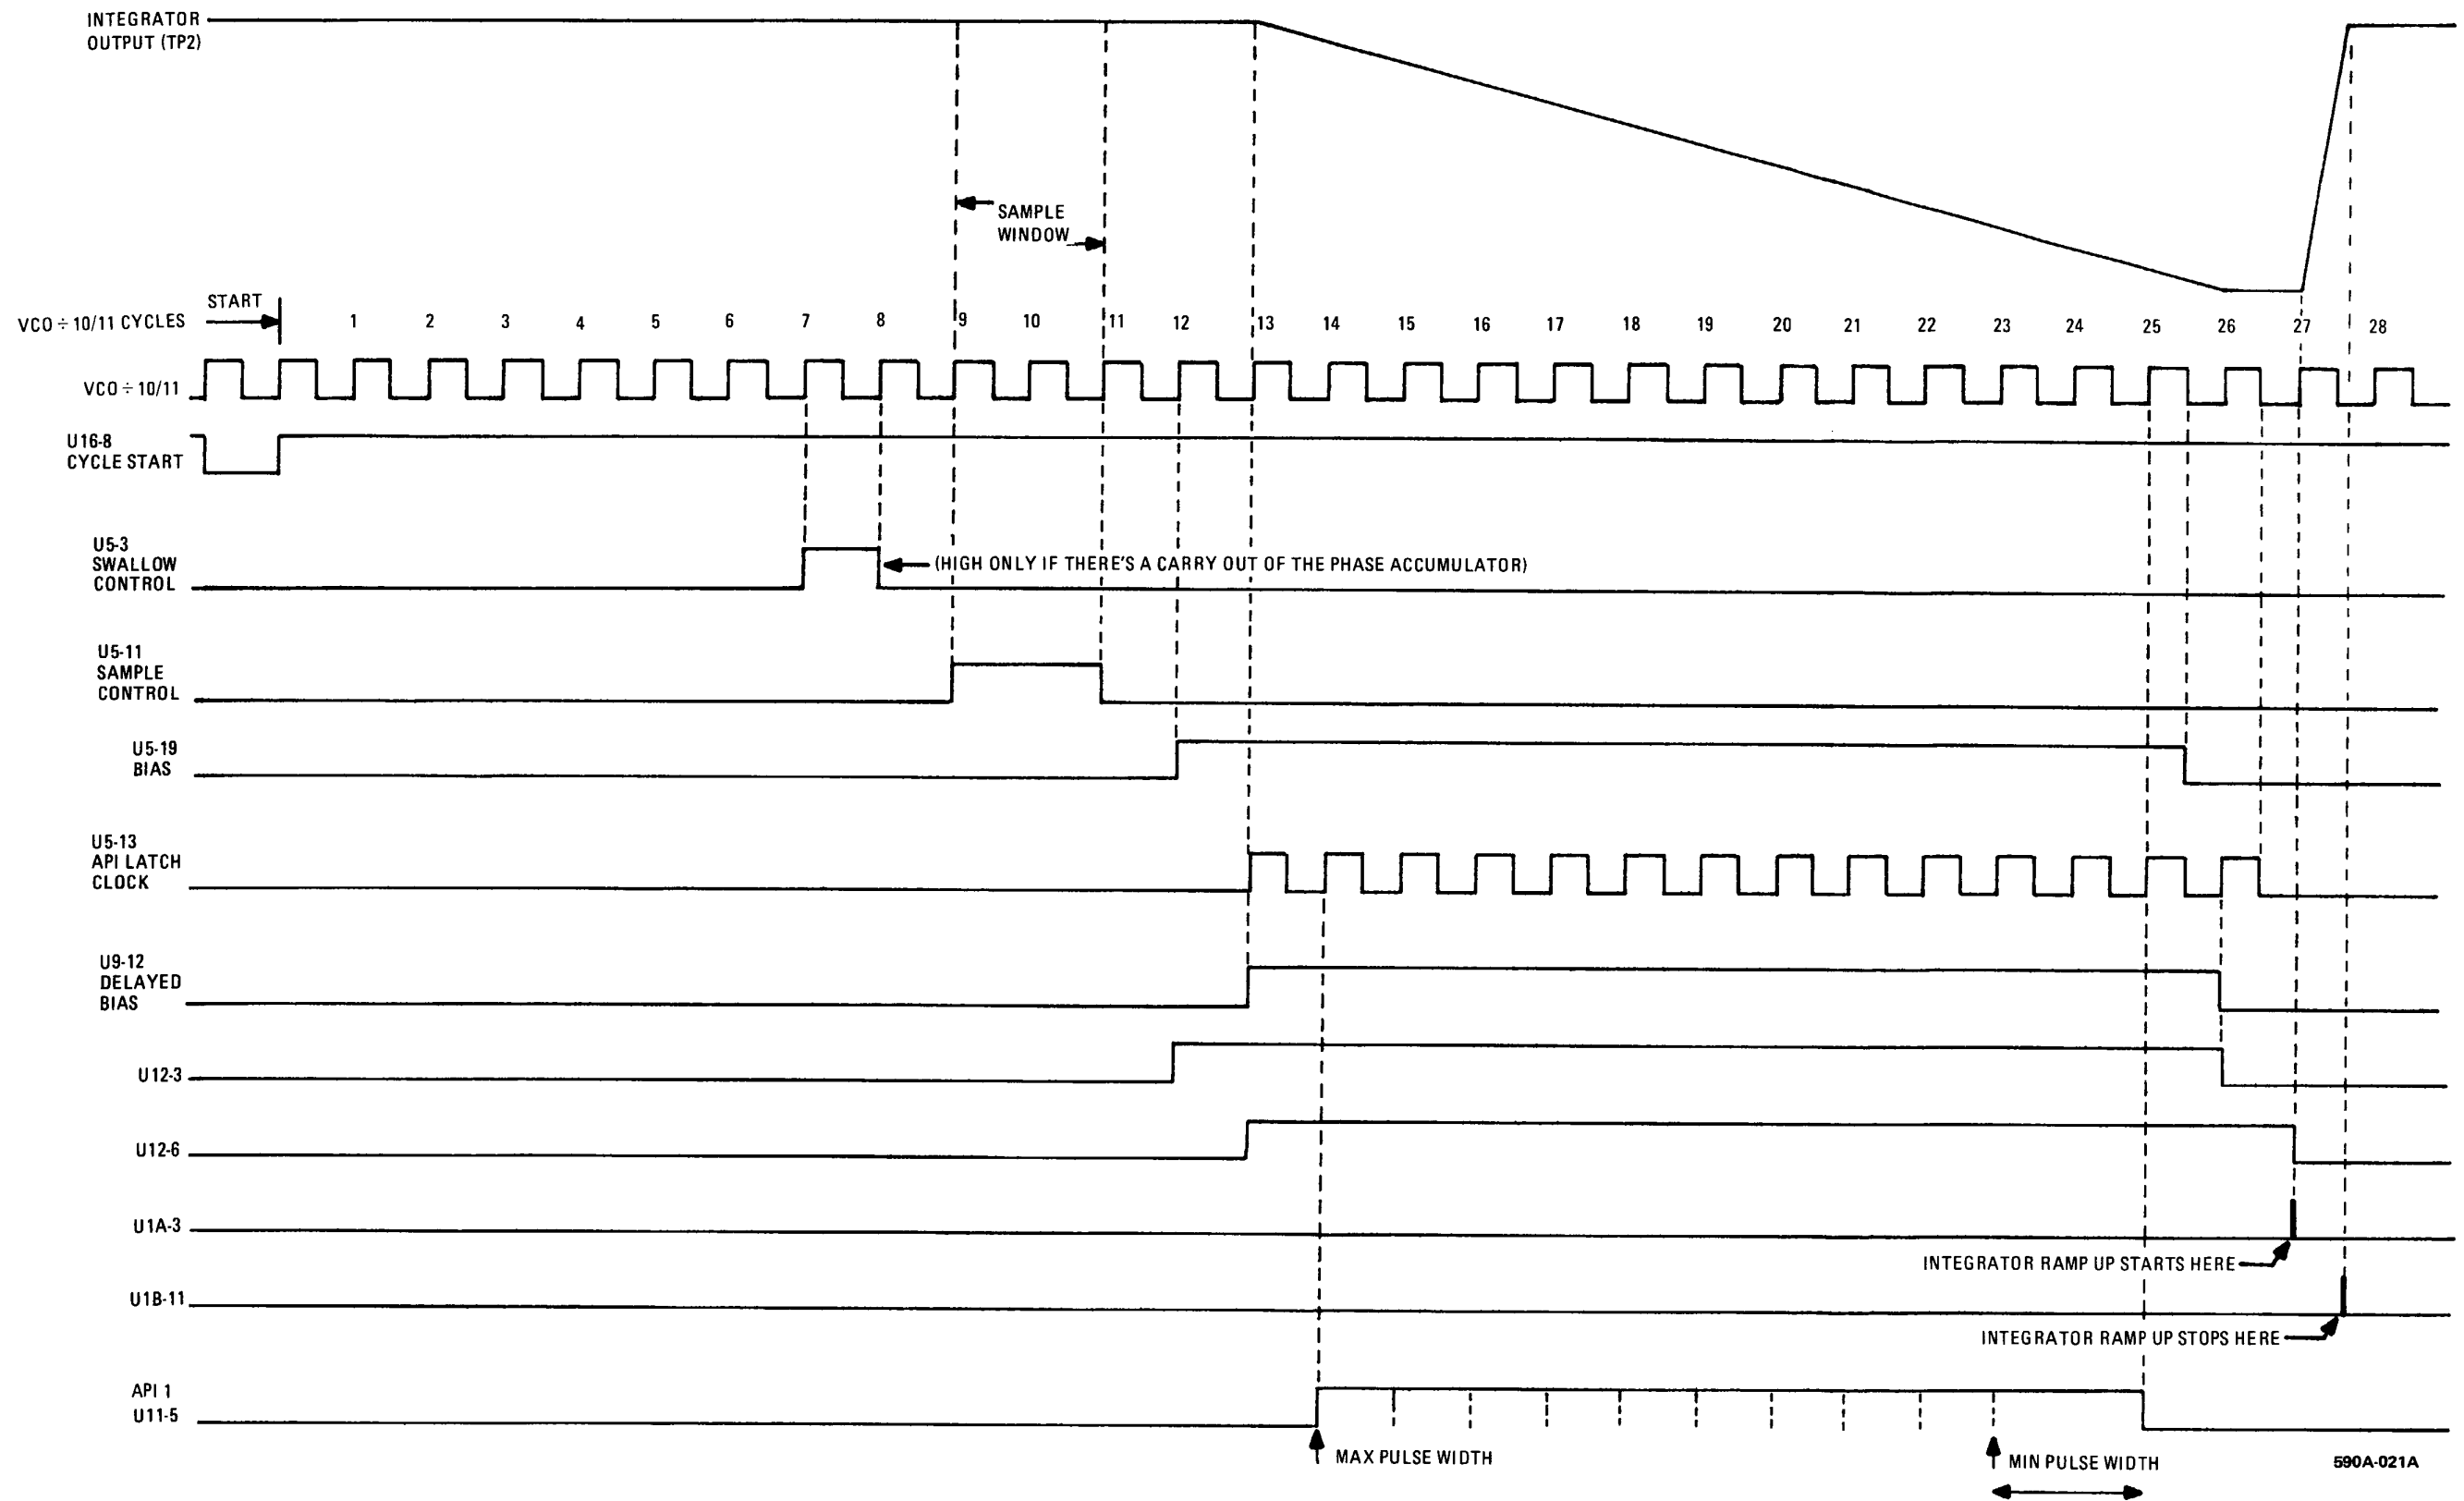 INTEGRATOR
OUTPUT (TP2)
SAMPLE
WINDOW
START
VCO ÷ 10/11 CYCLES
1 2 3 4 5 6 7 8 9 10 11 12 13 14 15 16 17 18 19 20 21 22 23 24 25 26 27 28
VCO ÷ 10/11
U16-8
CYCLE START
U5-3
SWALLOW
CONTROL
(HIGH ONLY IF THERE'S A CARRY OUT OF THE PHASE ACCUMULATOR)
U5-11
SAMPLE
CONTROL
U5-19
BIAS
U5-13
API LATCH
CLOCK
U9-12
DELAYED
BIAS
U12-3
U12-6
U1A-3
INTEGRATOR RAMP UP STARTS HERE
U1B-11
INTEGRATOR RAMP UP STOPS HERE
API 1
U11-5
MAX PULSE WIDTH
MIN PULSE WIDTH
590A-021A